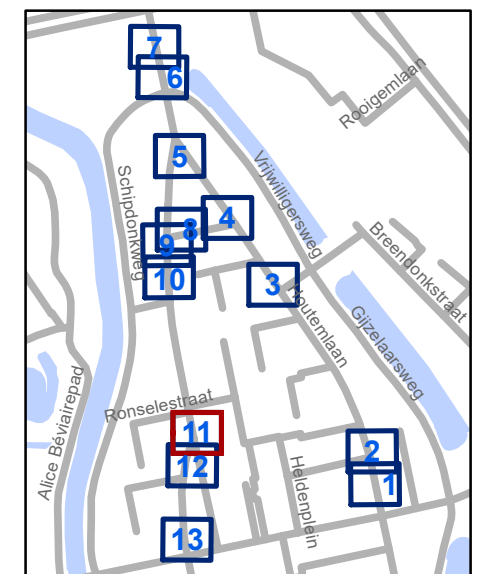 7
6
Rooigemlaan
5
Vrijwilligersweg
Schipdonkweg
4
8
9
Breendonkstraat
10
3
Houtemlaan
Gijzelaarsweg
Alice Béviairepad
Ronselestraat
11
2
12
Heldenplein
1
13